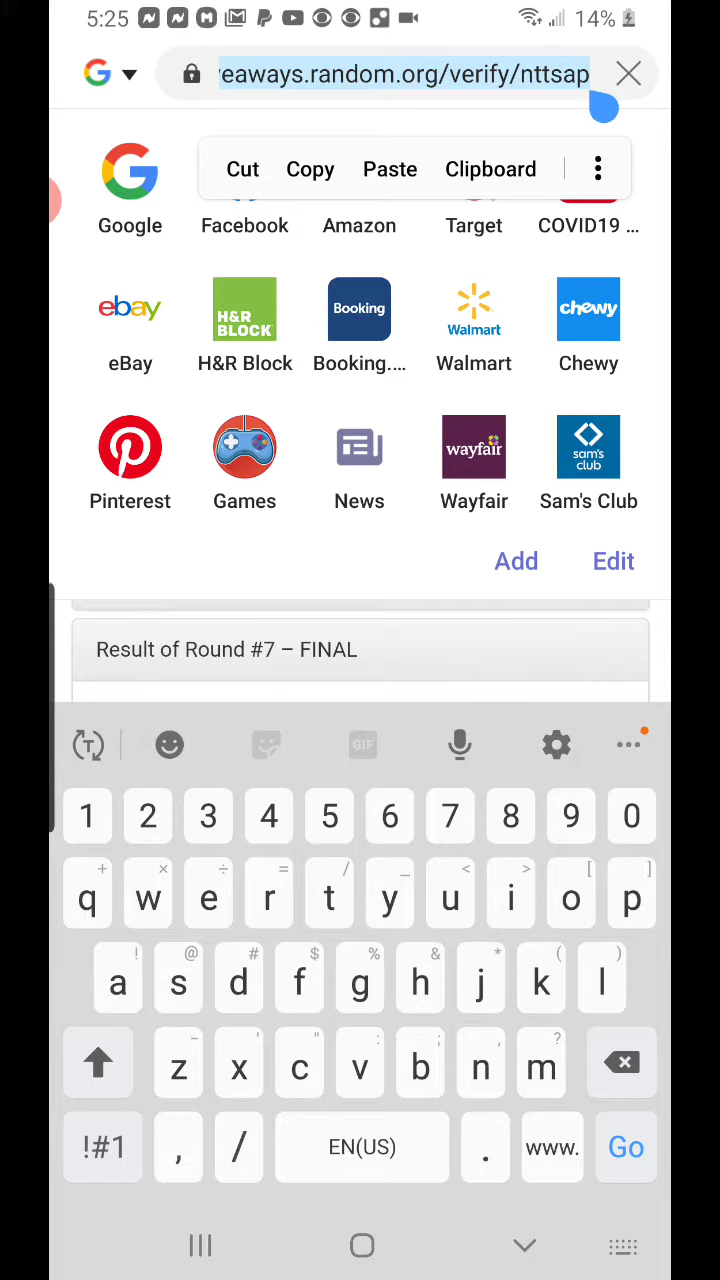 5:25 14%
veaways.random.org/verify/nttsap
Cut Copy Paste Clipboard
Google Facebook Amazon Target COVID19 ...
ebay H&R BLOCK Booking Walmart chewy
eBay H&R Block Booking.... Walmart Chewy
wayfair sam's club
Pinterest Games News Wayfair Sam's Club
Add Edit
Result of Round #7 – FINAL
T GIF
1 2 3 4 5 6 7 8 9 0
+ × ÷ = / _ < > [ ]
q w e r t y u i o p
! @ # $ % & * ( )
a s d f g h j k l
- ' " : ; , ?
z x c v b n m
!#1 , / EN(US) . www. Go